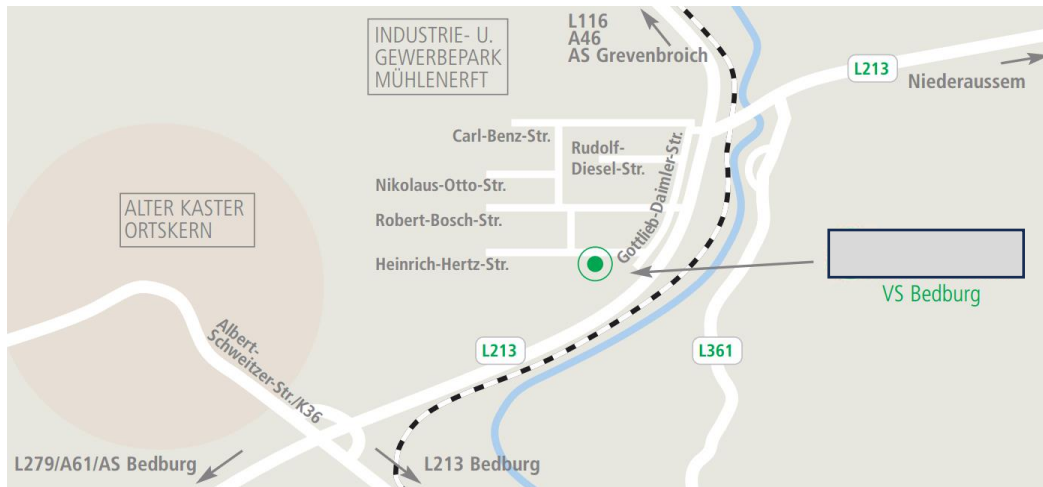 INDUSTRIE- U.
GEWERBEPARK
MÜHLENERFT
L116
A46
AS Grevenbroich
L213
Niederaussem
Carl-Benz-Str.
Rudolf-
Diesel-Str.
Nikolaus-Otto-Str.
Gottlieb-Daimler-Str.
ALTER KASTER
ORTSKERN
Robert-Bosch-Str.
Heinrich-Hertz-Str.
VS Bedburg
Albert-
Schweitzer-Str./K36
L213
L361
L279/A61/AS Bedburg
L213 Bedburg